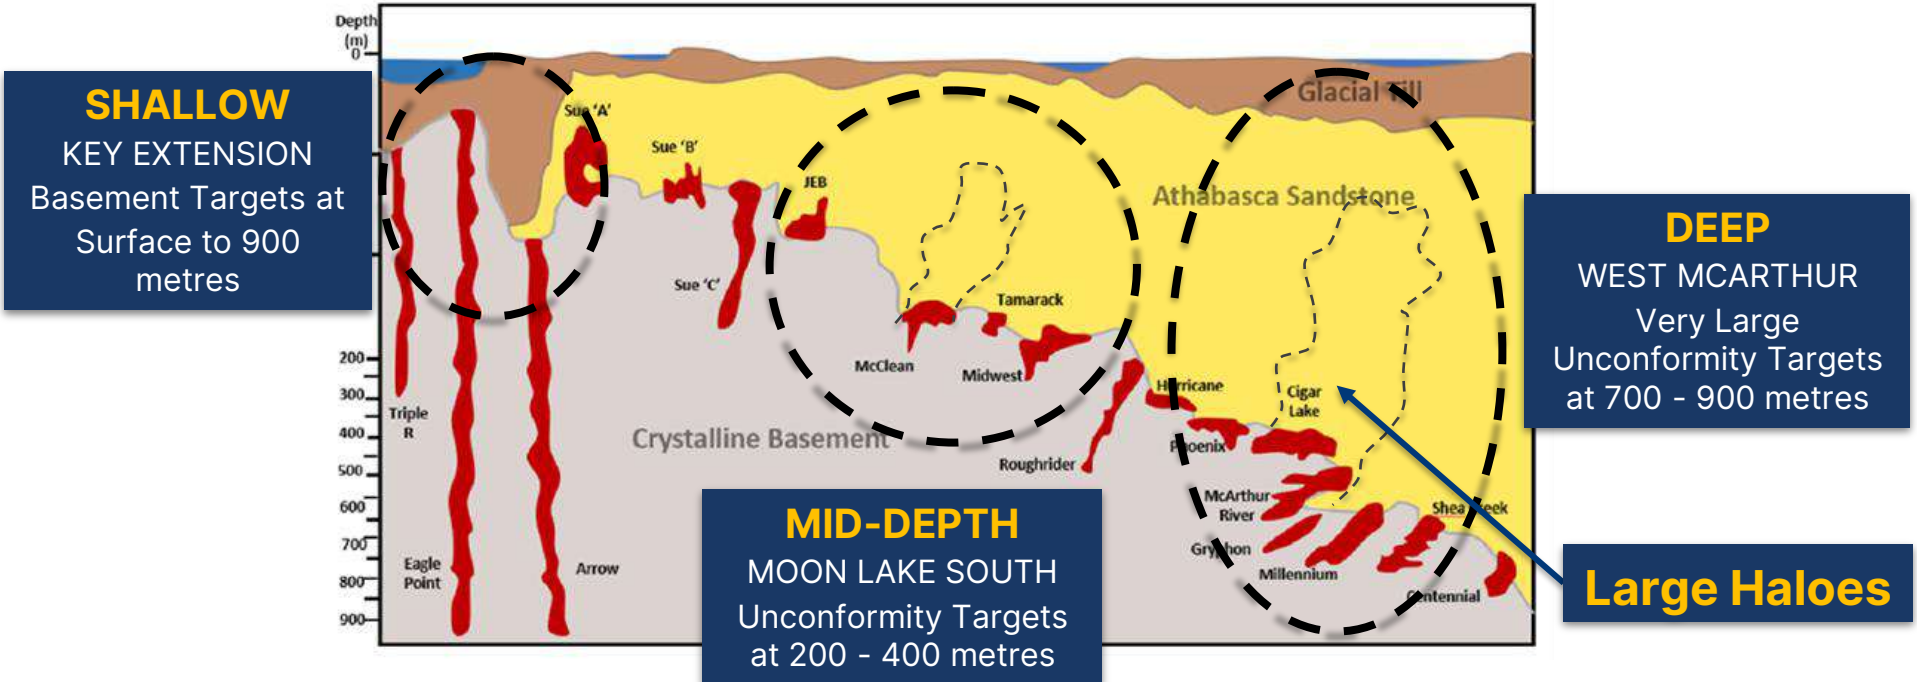 Depth
(m)
0
200
300
400
500
600
700
800
900
SHALLOW
KEY EXTENSION
Basement Targets at
Surface to 900
metres
Sue 'A'
Sue 'B'
Sue 'C'
JEB
McClean
Tamarack
Midwest
Roughrider
Triple
R
Eagle
Point
Arrow
Crystalline Basement
Athabasca Sandstone
Glacial Till
Hurricane
Phoenix
Cigar
Lake
McArthur
River
Gryphon
Millennium
Shea Creek
Centennial
MID-DEPTH
MOON LAKE SOUTH
Unconformity Targets
at 200 - 400 metres
DEEP
WEST MCARTHUR
Very Large
Unconformity Targets
at 700 - 900 metres
Large Haloes